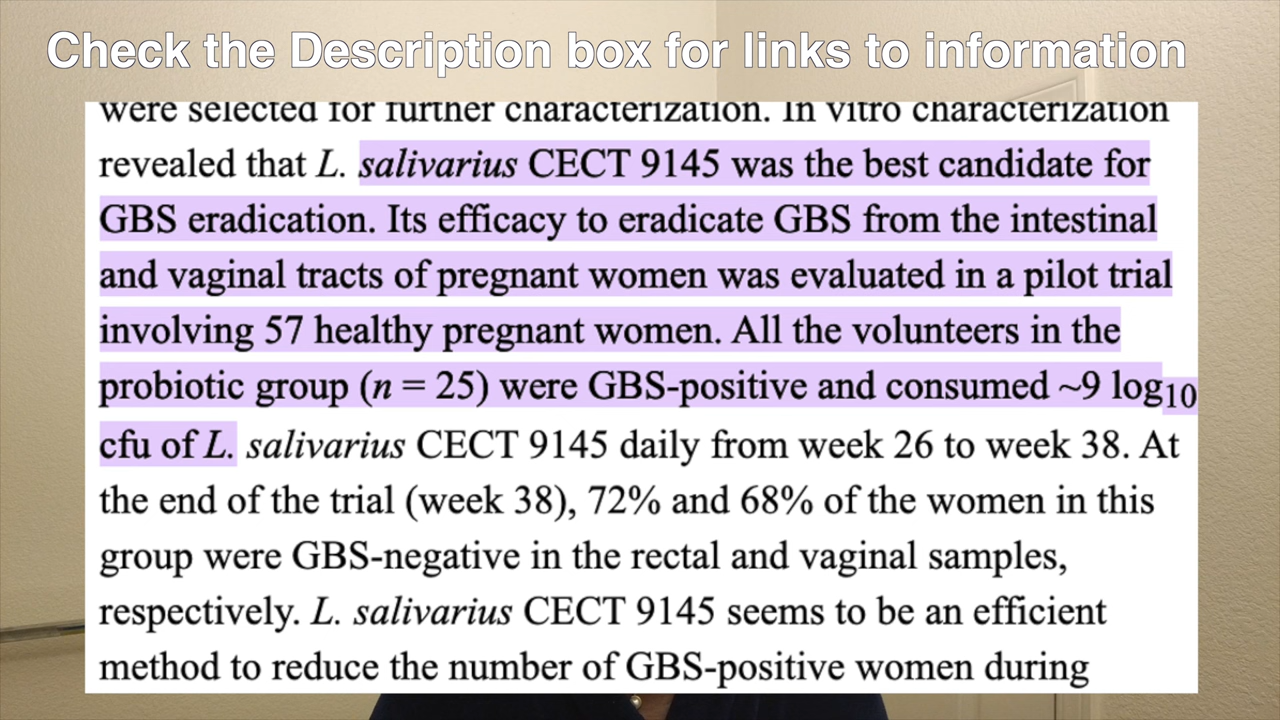 Check the Description box for links to information
were selected for further characterization. In vitro characterization
revealed that L. salivarius CECT 9145 was the best candidate for
GBS eradication. Its efficacy to eradicate GBS from the intestinal
and vaginal tracts of pregnant women was evaluated in a pilot trial
involving 57 healthy pregnant women. All the volunteers in the
probiotic group (n = 25) were GBS-positive and consumed ~9 log10
cfu of L. salivarius CECT 9145 daily from week 26 to week 38. At
the end of the trial (week 38), 72% and 68% of the women in this
group were GBS-negative in the rectal and vaginal samples,
respectively. L. salivarius CECT 9145 seems to be an efficient
method to reduce the number of GBS-positive women during